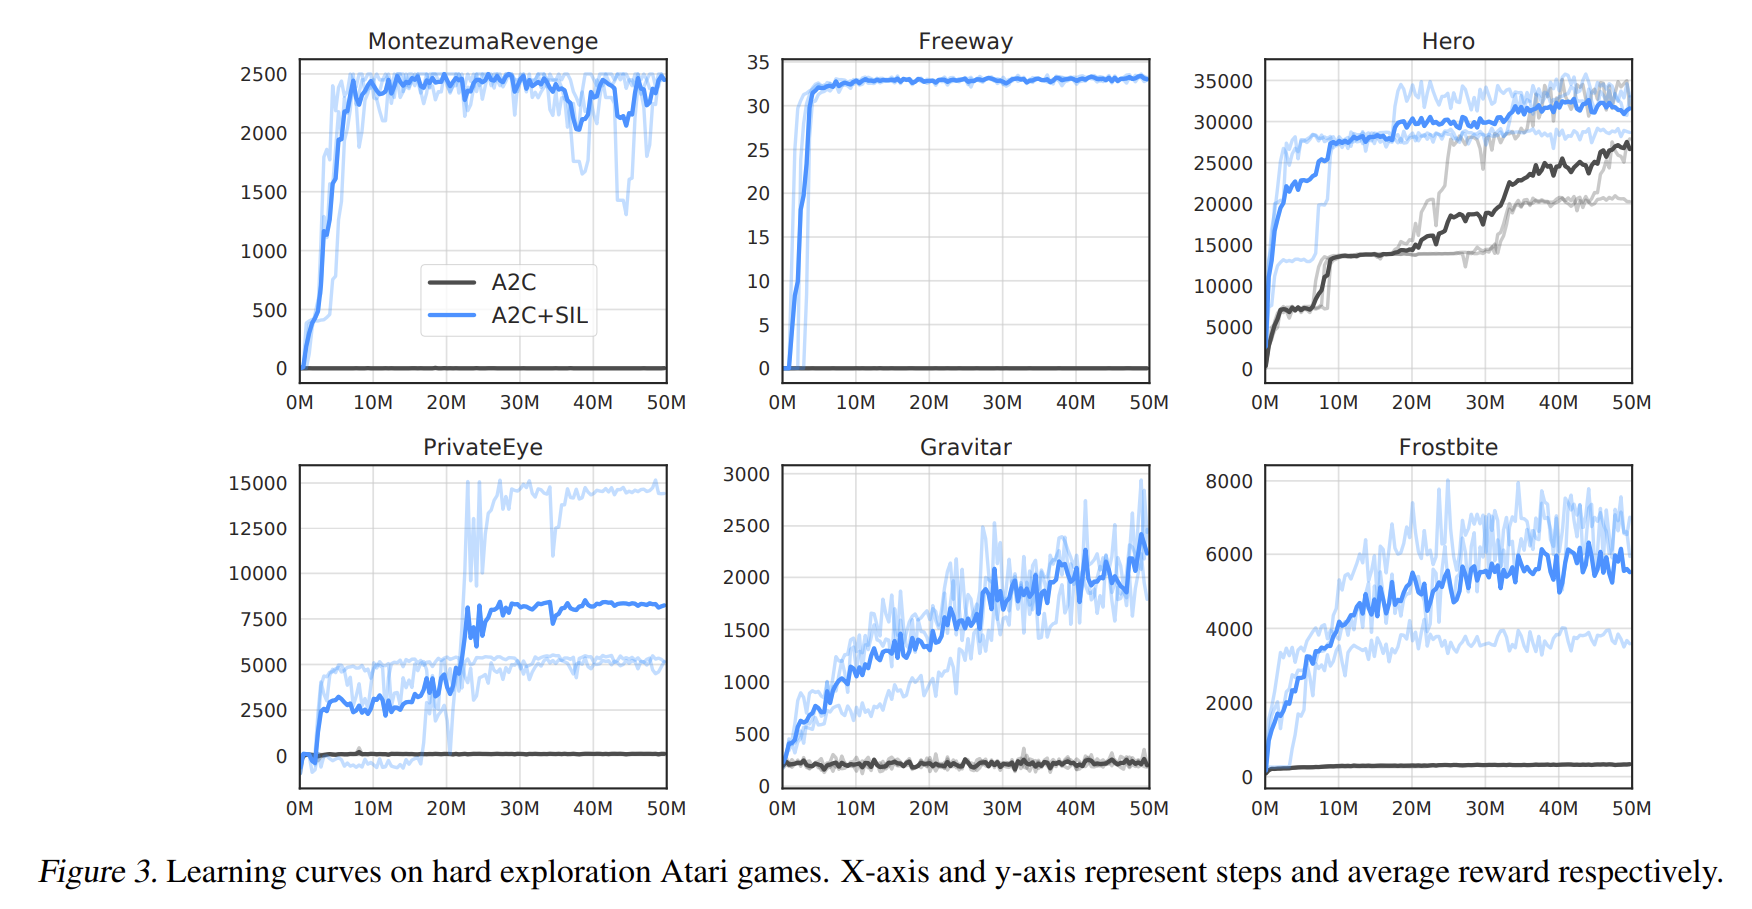 MontezumaRevenge
2500
2000
1500
1000
500
0
0M 10M 20M 30M 40M 50M
A2C
A2C+SIL
Freeway
35
30
25
20
15
10
5
0
0M 10M 20M 30M 40M 50M
Hero
35000
30000
25000
20000
15000
10000
5000
0
0M 10M 20M 30M 40M 50M
PrivateEye
15000
12500
10000
7500
5000
2500
0
0M 10M 20M 30M 40M 50M
Gravitar
3000
2500
2000
1500
1000
500
0
0M 10M 20M 30M 40M 50M
Frostbite
8000
6000
4000
2000
0
0M 10M 20M 30M 40M 50M
Figure 3. Learning curves on hard exploration Atari games. X-axis and y-axis represent steps and average reward respectively.